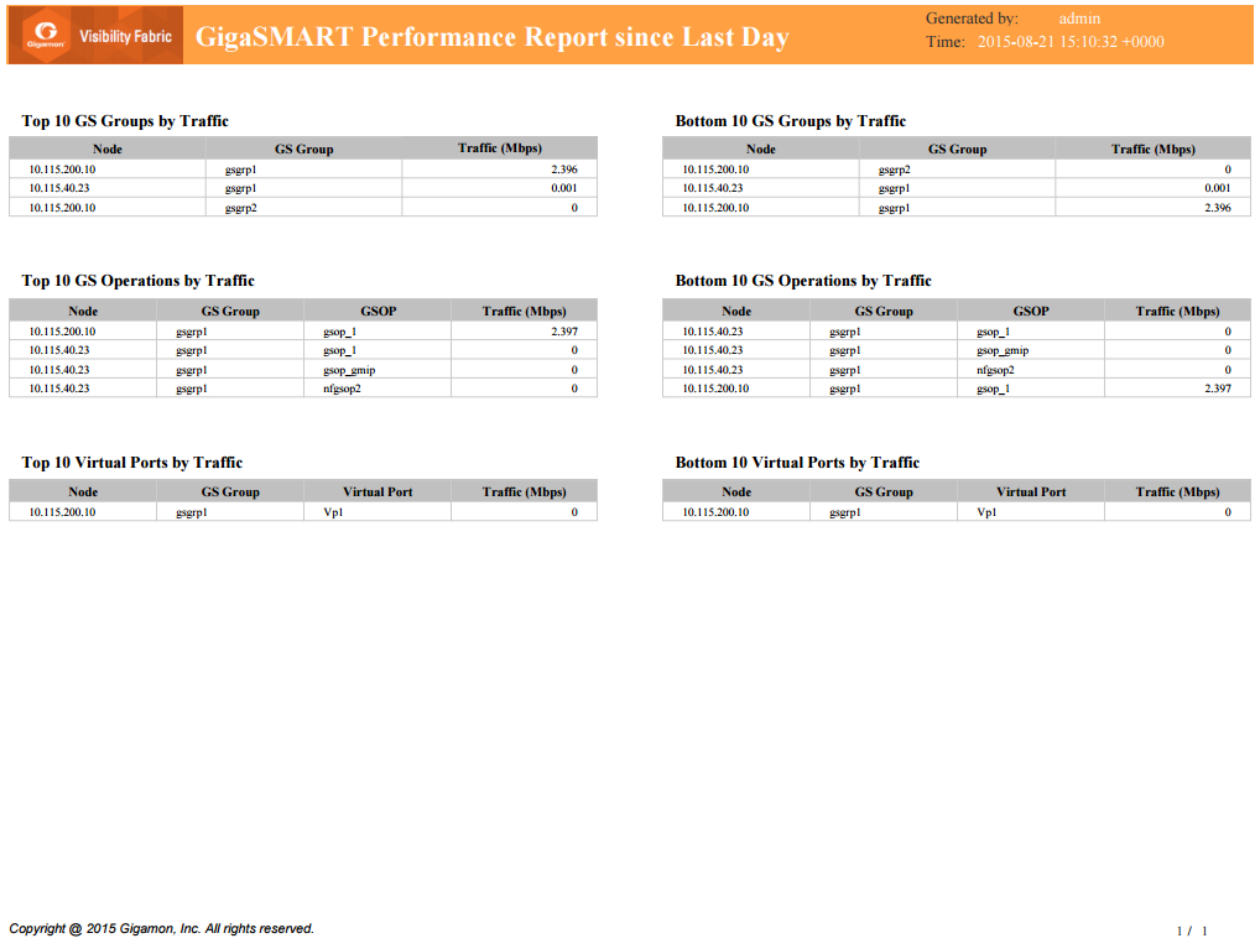 G Gigamon® Visibility Fabric GigaSMART Performance Report since Last Day
Generated by: admin
Time: 2015-08-21 15:10:32 +0000
Top 10 GS Groups by Traffic
Node GS Group Traffic (Mbps)
10.115.200.10 gsgrp1 2.396
10.115.40.23 gsgrp1 0.001
10.115.200.10 gsgrp2 0
Bottom 10 GS Groups by Traffic
Node GS Group Traffic (Mbps)
10.115.200.10 gsgrp2 0
10.115.40.23 gsgrp1 0.001
10.115.200.10 gsgrp1 2.396
Top 10 GS Operations by Traffic
Node GS Group GSOP Traffic (Mbps)
10.115.200.10 gsgrp1 gsop_1 2.397
10.115.40.23 gsgrp1 gsop_1 0
10.115.40.23 gsgrp1 gsop_gmip 0
10.115.40.23 gsgrp1 nfgsop2 0
Bottom 10 GS Operations by Traffic
Node GS Group GSOP Traffic (Mbps)
10.115.40.23 gsgrp1 gsop_1 0
10.115.40.23 gsgrp1 gsop_gmip 0
10.115.40.23 gsgrp1 nfgsop2 0
10.115.200.10 gsgrp1 gsop_1 2.397
Top 10 Virtual Ports by Traffic
Node GS Group Virtual Port Traffic (Mbps)
10.115.200.10 gsgrp1 Vp1 0
Bottom 10 Virtual Ports by Traffic
Node GS Group Virtual Port Traffic (Mbps)
10.115.200.10 gsgrp1 Vp1 0
Copyright @ 2015 Gigamon, Inc. All rights reserved.
1 / 1